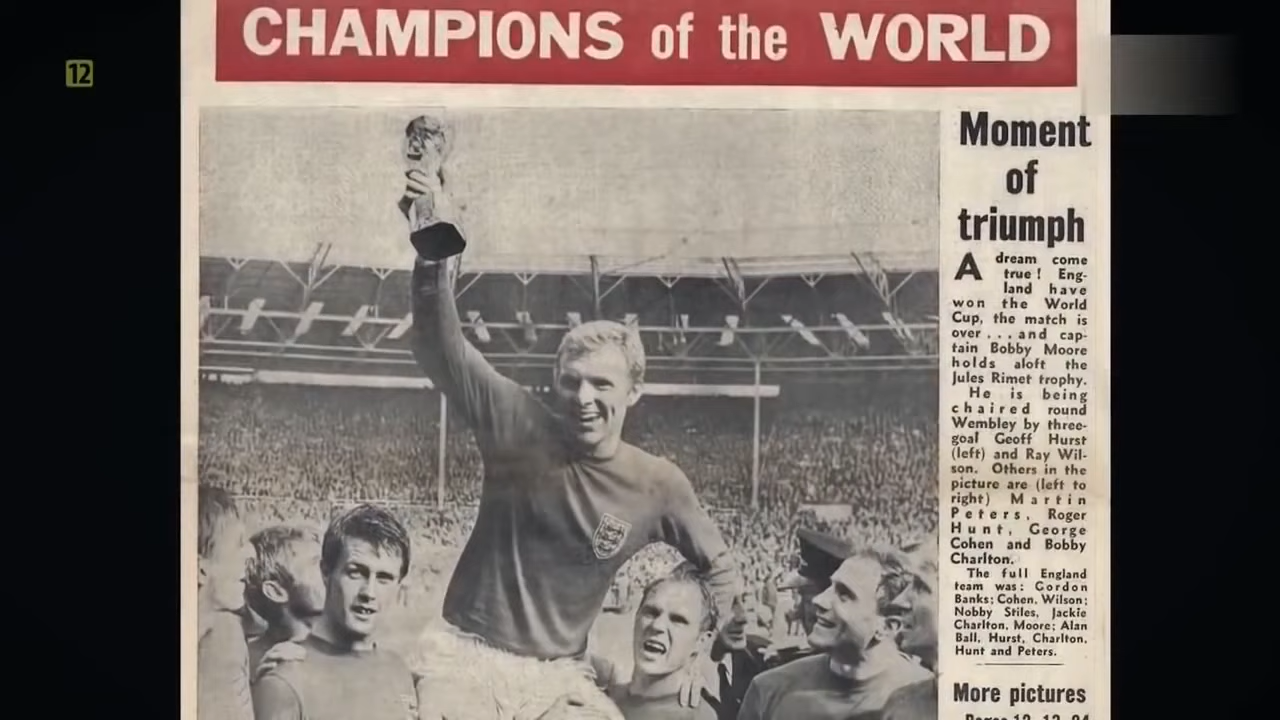 CHAMPIONS of the WORLD
12
Moment
of
triumph
A dream come
true! Eng-
land have
won the World
Cup, the match is
over...and cap-
tain Bobby Moore
holds aloft the
Jules Rimet trophy.
He is being
chaired round
Wembley by three-
goal Geoff Hurst
(left) and Ray Wil-
son. Others in the
picture are (left to
right) Martin
Peters, Roger
Hunt, George
Cohen and Bobby
Charlton.
The full England
team was: Gordon
Banks; Cohen, Wilson;
Nobby Stiles, Jackie
Charlton, Moore; Alan
Ball, Hurst, Charlton,
Hunt and Peters.
More pictures